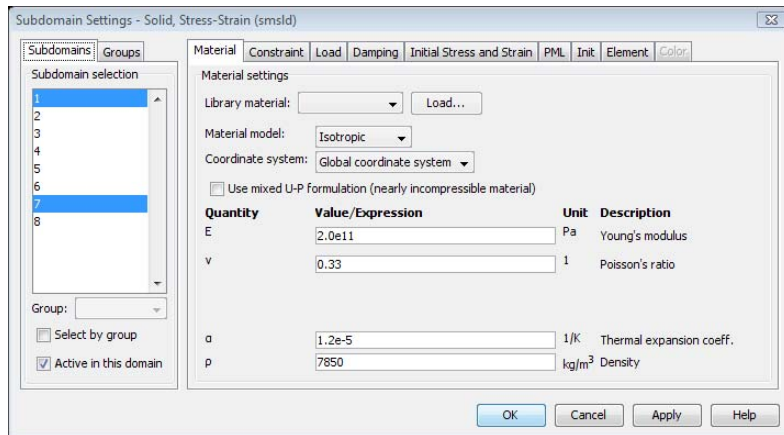 Subdomain Settings - Solid, Stress-Strain (smsld)
Subdomains Groups
Material Constraint Load Damping Initial Stress and Strain PML Init Element Color
Subdomain selection
1
2
3
4
5
6
7
8
Group:
Select by group
Active in this domain
Material settings
Library material: Load...
Material model: Isotropic
Coordinate system: Global coordinate system
Use mixed U-P formulation (nearly incompressible material)
Quantity Value/Expression Unit Description
E 2.0e11 Pa Young's modulus
ν 0.33 1 Poisson's ratio
α 1.2e-5 1/K Thermal expansion coeff.
ρ 7850 kg/m³ Density
OK Cancel Apply Help